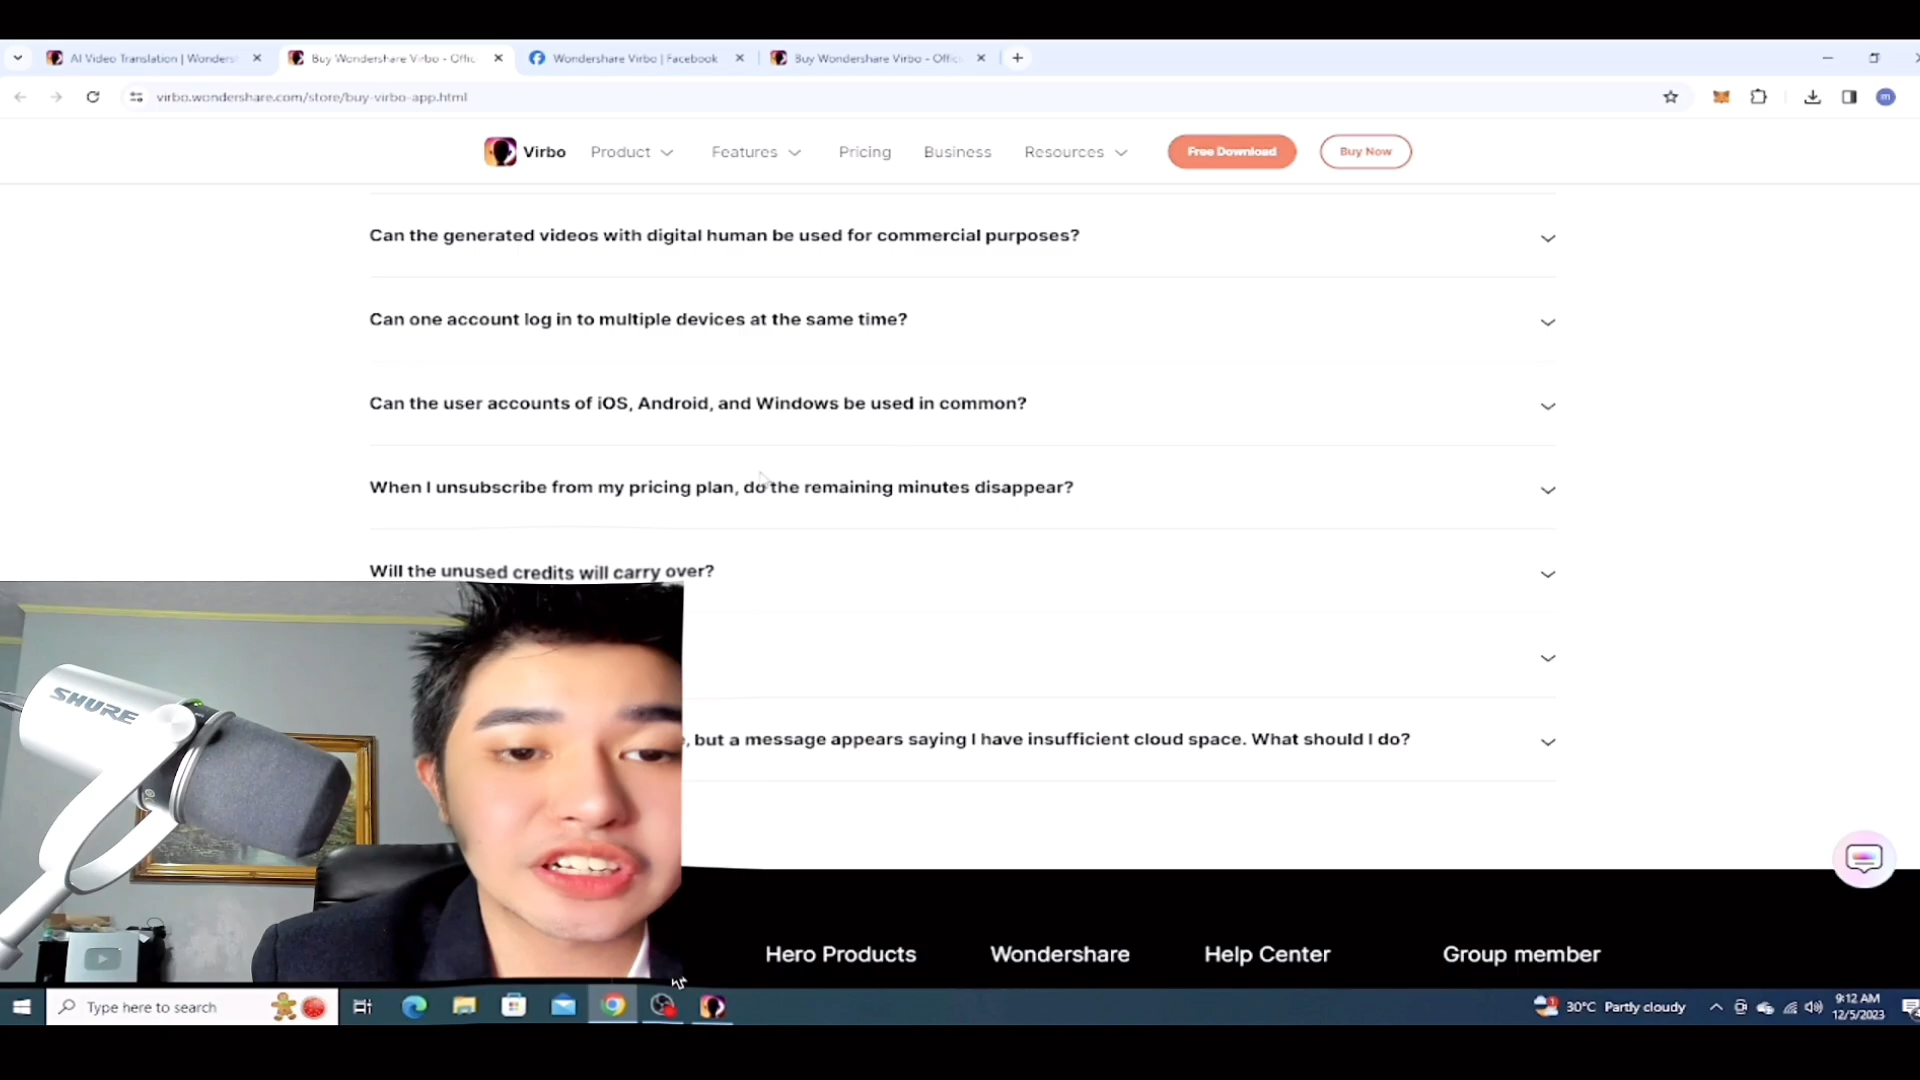 AI Video Translation | Wonders
Buy Wondershare Virbo - Offic
Wondershare Virbo | Facebook
Buy Wondershare Virbo - Offic
virbo.wondershare.com/store/buy-virbo-app.html
m
Virbo
Product
Features
Pricing
Business
Resources
Free Download
Buy Now
Can the generated videos with digital human be used for commercial purposes?
Can one account log in to multiple devices at the same time?
Can the user accounts of iOS, Android, and Windows be used in common?
When I unsubscribe from my pricing plan, do the remaining minutes disappear?
Will the unused credits will carry over?
, but a message appears saying I have insufficient cloud space. What should I do?
SHURE
Hero Products
Wondershare
Help Center
Group member
Type here to search
30°C Partly cloudy
9:12 AM
12/5/2023